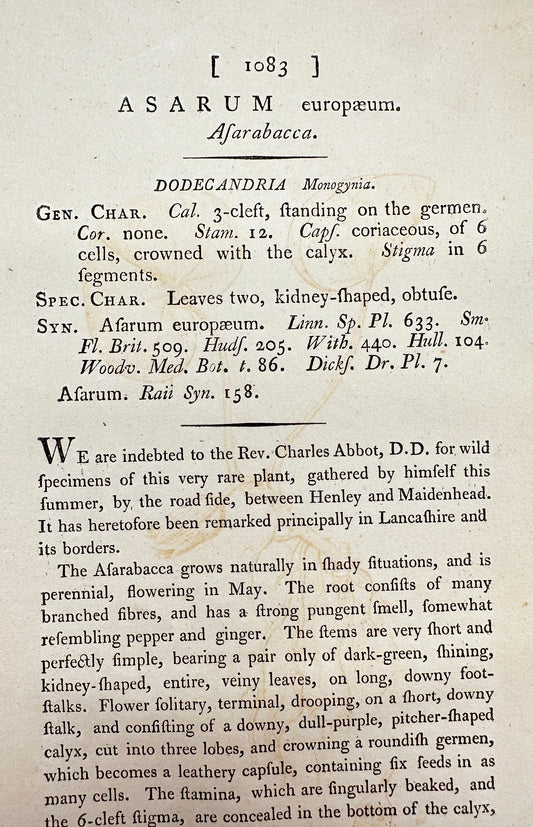 [ 1083 ]
ASARUM europæum.
Aſarabacca.
DODECANDRIA Monogynia.
GEN. CHAR. Cal. 3-cleft, ſtanding on the germen.
Cor. none. Stam. 12. Capſ. coriaceous, of 6
cells, crowned with the calyx. Stigma in 6
ſegments.
SPEC. CHAR. Leaves two, kidney-ſhaped, obtuſe.
SYN. Aſarum europæum. Linn. Sp. Pl. 633. Sm.
Fl. Brit. 509. Hudſ. 205. With. 440. Hull. 104.
Woodv. Med. Bot. t. 86. Dickſ. Dr. Pl. 7.
Aſarum. Raii Syn. 158.
WE are indebted to the Rev. Charles Abbot, D.D. for wild
ſpecimens of this very rare plant, gathered by himſelf this
ſummer, by the road ſide, between Henley and Maidenhead.
It has heretofore been remarked principally in Lancaſhire and
its borders.
The Aſarabacca grows naturally in ſhady ſituations, and is
perennial, flowering in May. The root conſiſts of many
branched fibres, and has a ſtrong pungent ſmell, ſomewhat
reſembling pepper and ginger. The ſtems are very ſhort and
perfectly ſimple, bearing a pair only of dark-green, ſhining,
kidney-ſhaped, entire, veiny leaves, on long, downy foot-
ſtalks. Flower ſolitary, terminal, drooping, on a ſhort, downy
ſtalk, and conſiſting of a downy, dull-purple, pitcher-ſhaped
calyx, cut into three lobes, and crowning a roundiſh germen,
which becomes a leathery capſule, containing ſix ſeeds in as
many cells. The ſtamina, which are ſingularly beaked, and
the 6-cleft ſtigma, are concealed in the bottom of the calyx,